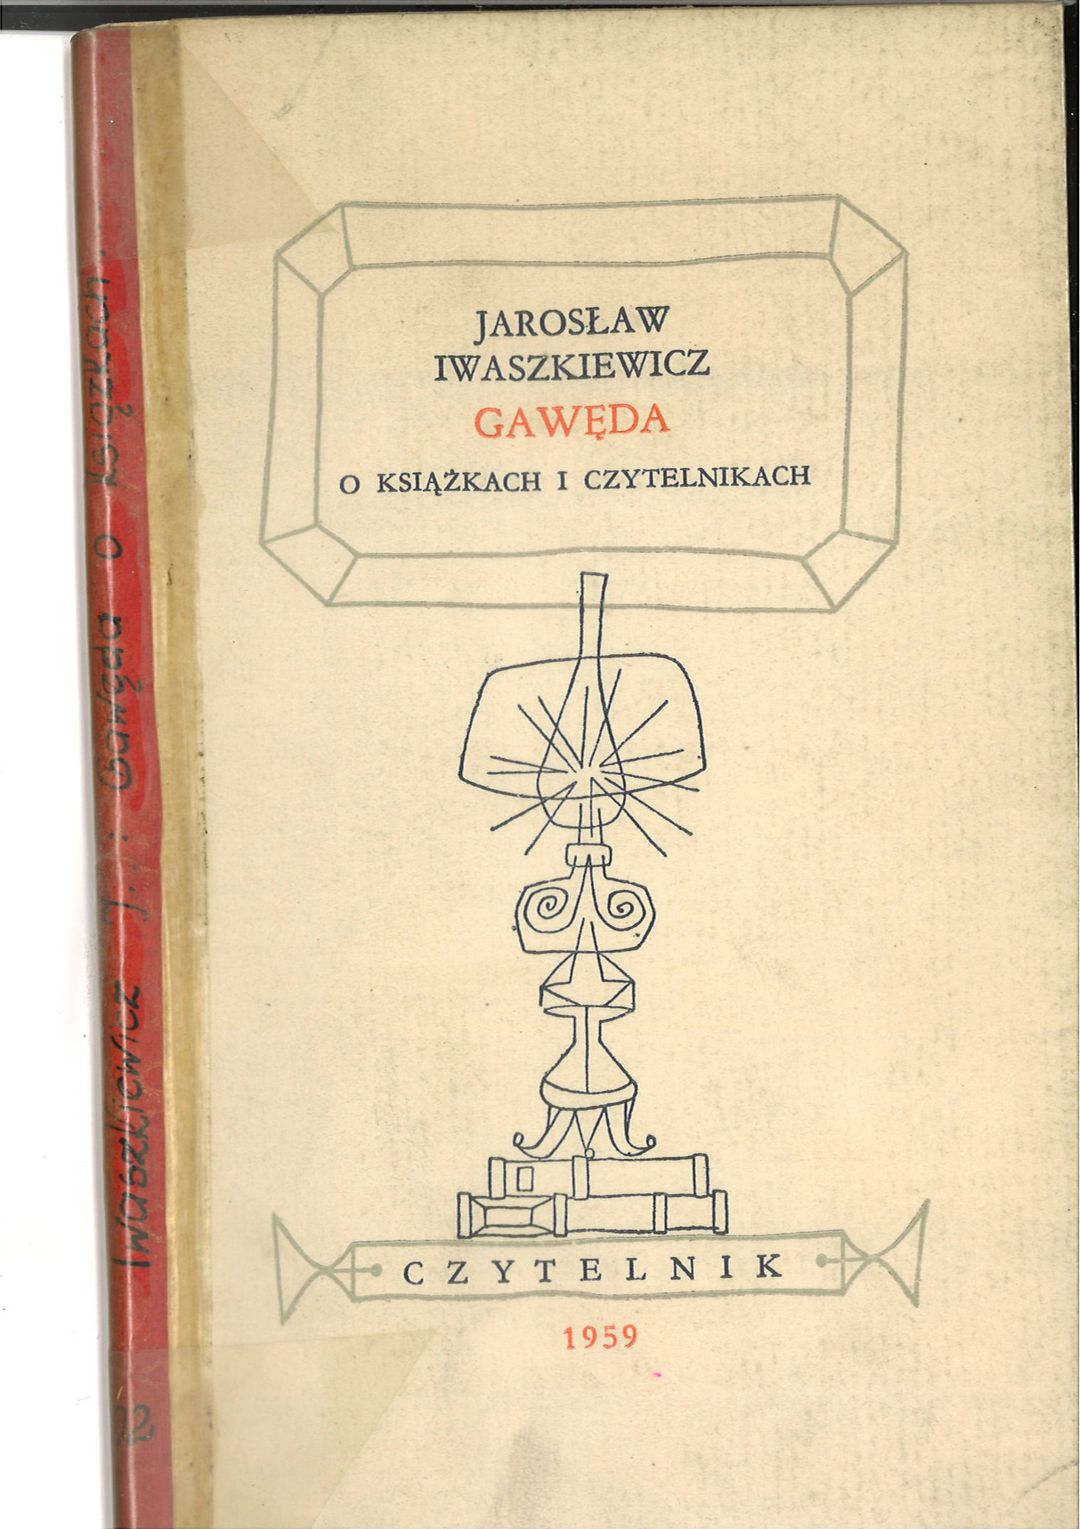 JAROSŁAW
IWASZKIEWICZ
GAWĘDA
O KSIĄŻKACH I CZYTELNIKACH
CZYTELNIK
1959
Iwaszkiewicz J.: Gawęda o książkach.